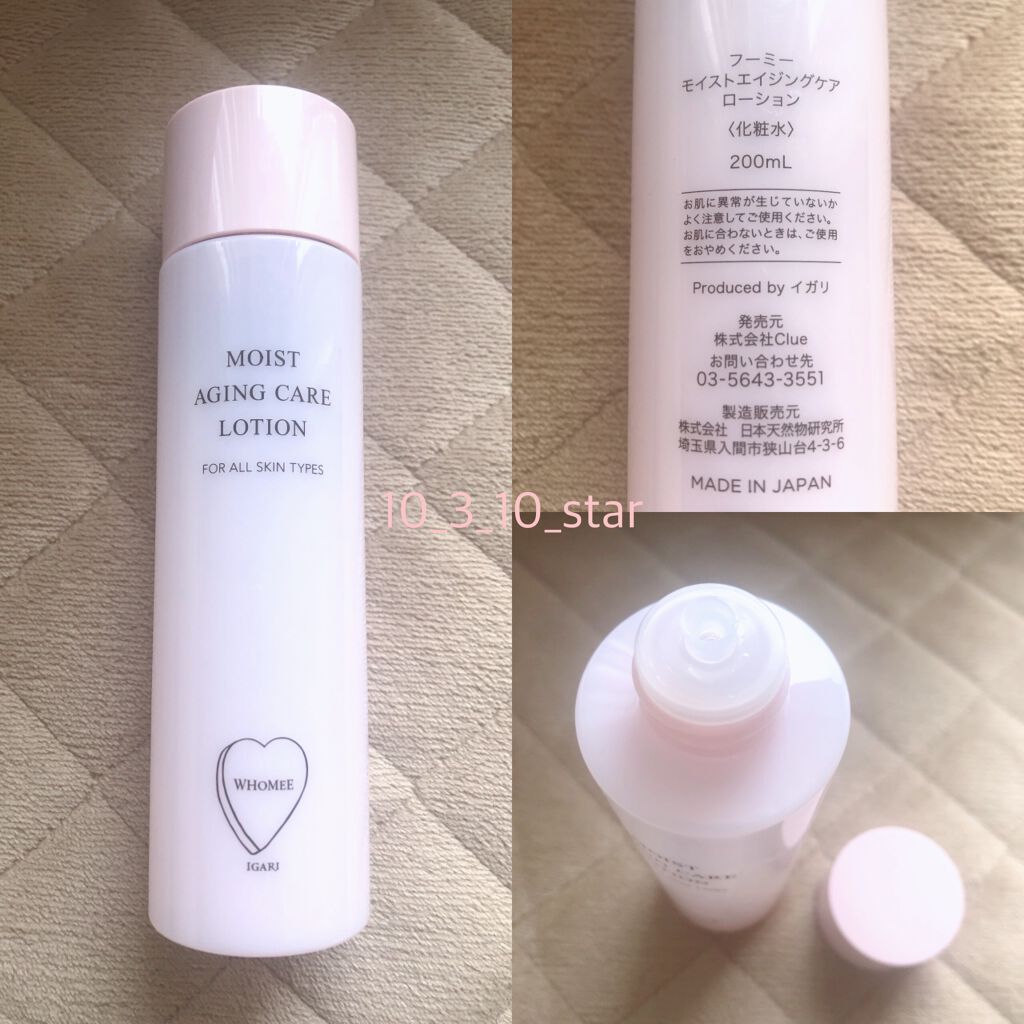 MOIST
AGING CARE
LOTION
FOR ALL SKIN TYPES
WHOMEE
IGARI
フーミー
モイストエイジングケア
ローション
〈化粧水〉
200mL
お肌に異常が生じていないか
よく注意してご使用ください。
お肌に合わないときは、ご使用
をおやめください。
Produced by イガリ
発売元
株式会社Clue
お問い合わせ先
03-5643-3551
製造販売元
株式会社 日本天然物研究所
埼玉県入間市狭山台4-3-6
MADE IN JAPAN
10_3_10_star
MOIST
CARE